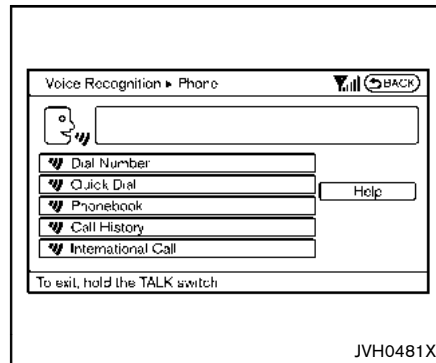 Voice Recognition ▸ Phone BACK
Dial Number
Quick Dial
Help
Phonebook
Call History
International Call
To exit, hold the TALK switch
JVH0481X